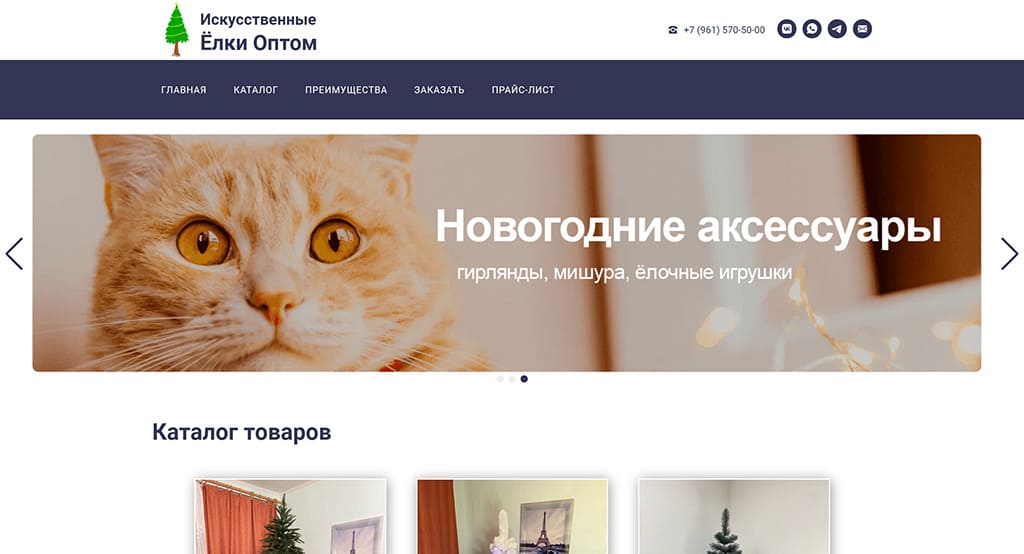 Искусственные
Ёлки Оптом
+7 (961) 570-50-00
ГЛАВНАЯ КАТАЛОГ ПРЕИМУЩЕСТВА ЗАКАЗАТЬ ПРАЙС-ЛИСТ
Новогодние аксессуары
гирлянды, мишура, ёлочные игрушки
Каталог товаров